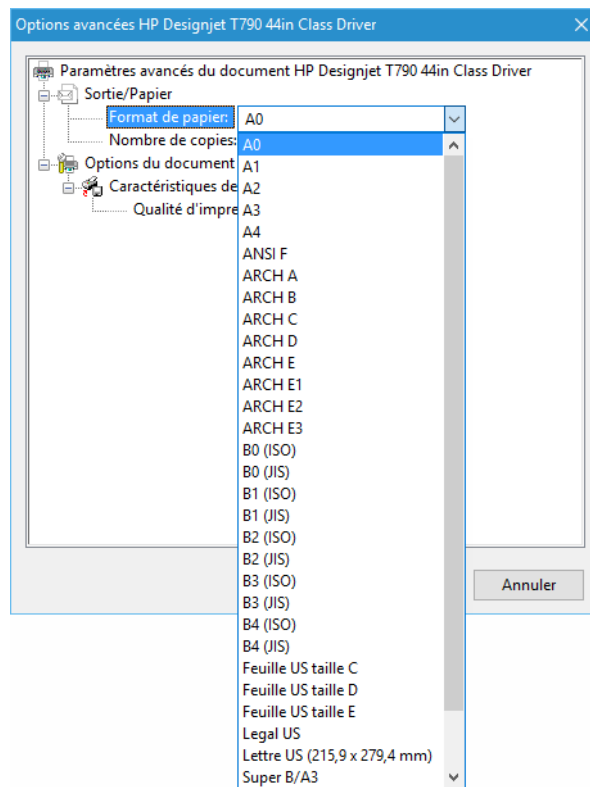 Options avancées HP Designjet T790 44in Class Driver
Paramètres avancés du document HP Designjet T790 44in Class Driver
Sortie/Papier
Format de papier: A0
Nombre de copies:
A0
Options du document
A1
Caractéristiques de
A2
Qualité d'impre
A3
A4
ANSI F
ARCH A
ARCH B
ARCH C
ARCH D
ARCH E
ARCH E1
ARCH E2
ARCH E3
B0 (ISO)
B0 (JIS)
B1 (ISO)
B1 (JIS)
B2 (ISO)
B2 (JIS)
B3 (ISO)
Annuler
B3 (JIS)
B4 (ISO)
B4 (JIS)
Feuille US taille C
Feuille US taille D
Feuille US taille E
Legal US
Lettre US (215,9 x 279,4 mm)
Super B/A3